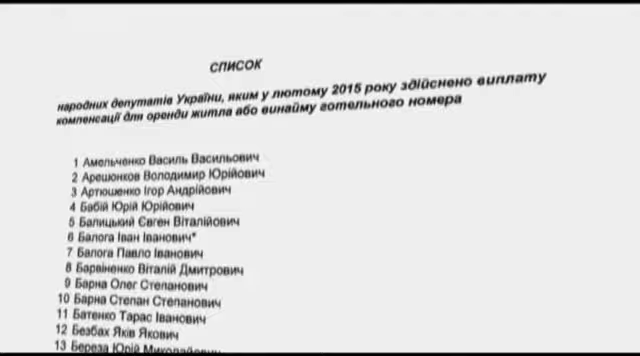 СПИСОК
народних депутатів України, яким у лютому 2015 року здійснено виплату
компенсації для оренди житла або винайму готельного номера
1 Амельченко Василь Васильович
2 Арешонков Володимир Юрійович
3 Артюшенко Ігор Андрійович
4 Бабій Юрій Юрійович
5 Балицький Євген Віталійович
6 Балога Іван Іванович*
7 Балога Павло Іванович
8 Барвіненко Віталій Дмитрович
9 Барна Олег Степанович
10 Барна Степан Степанович
11 Батенко Тарас Іванович
12 Безбах Яків Якович
13 Береза Юрій Миколайович